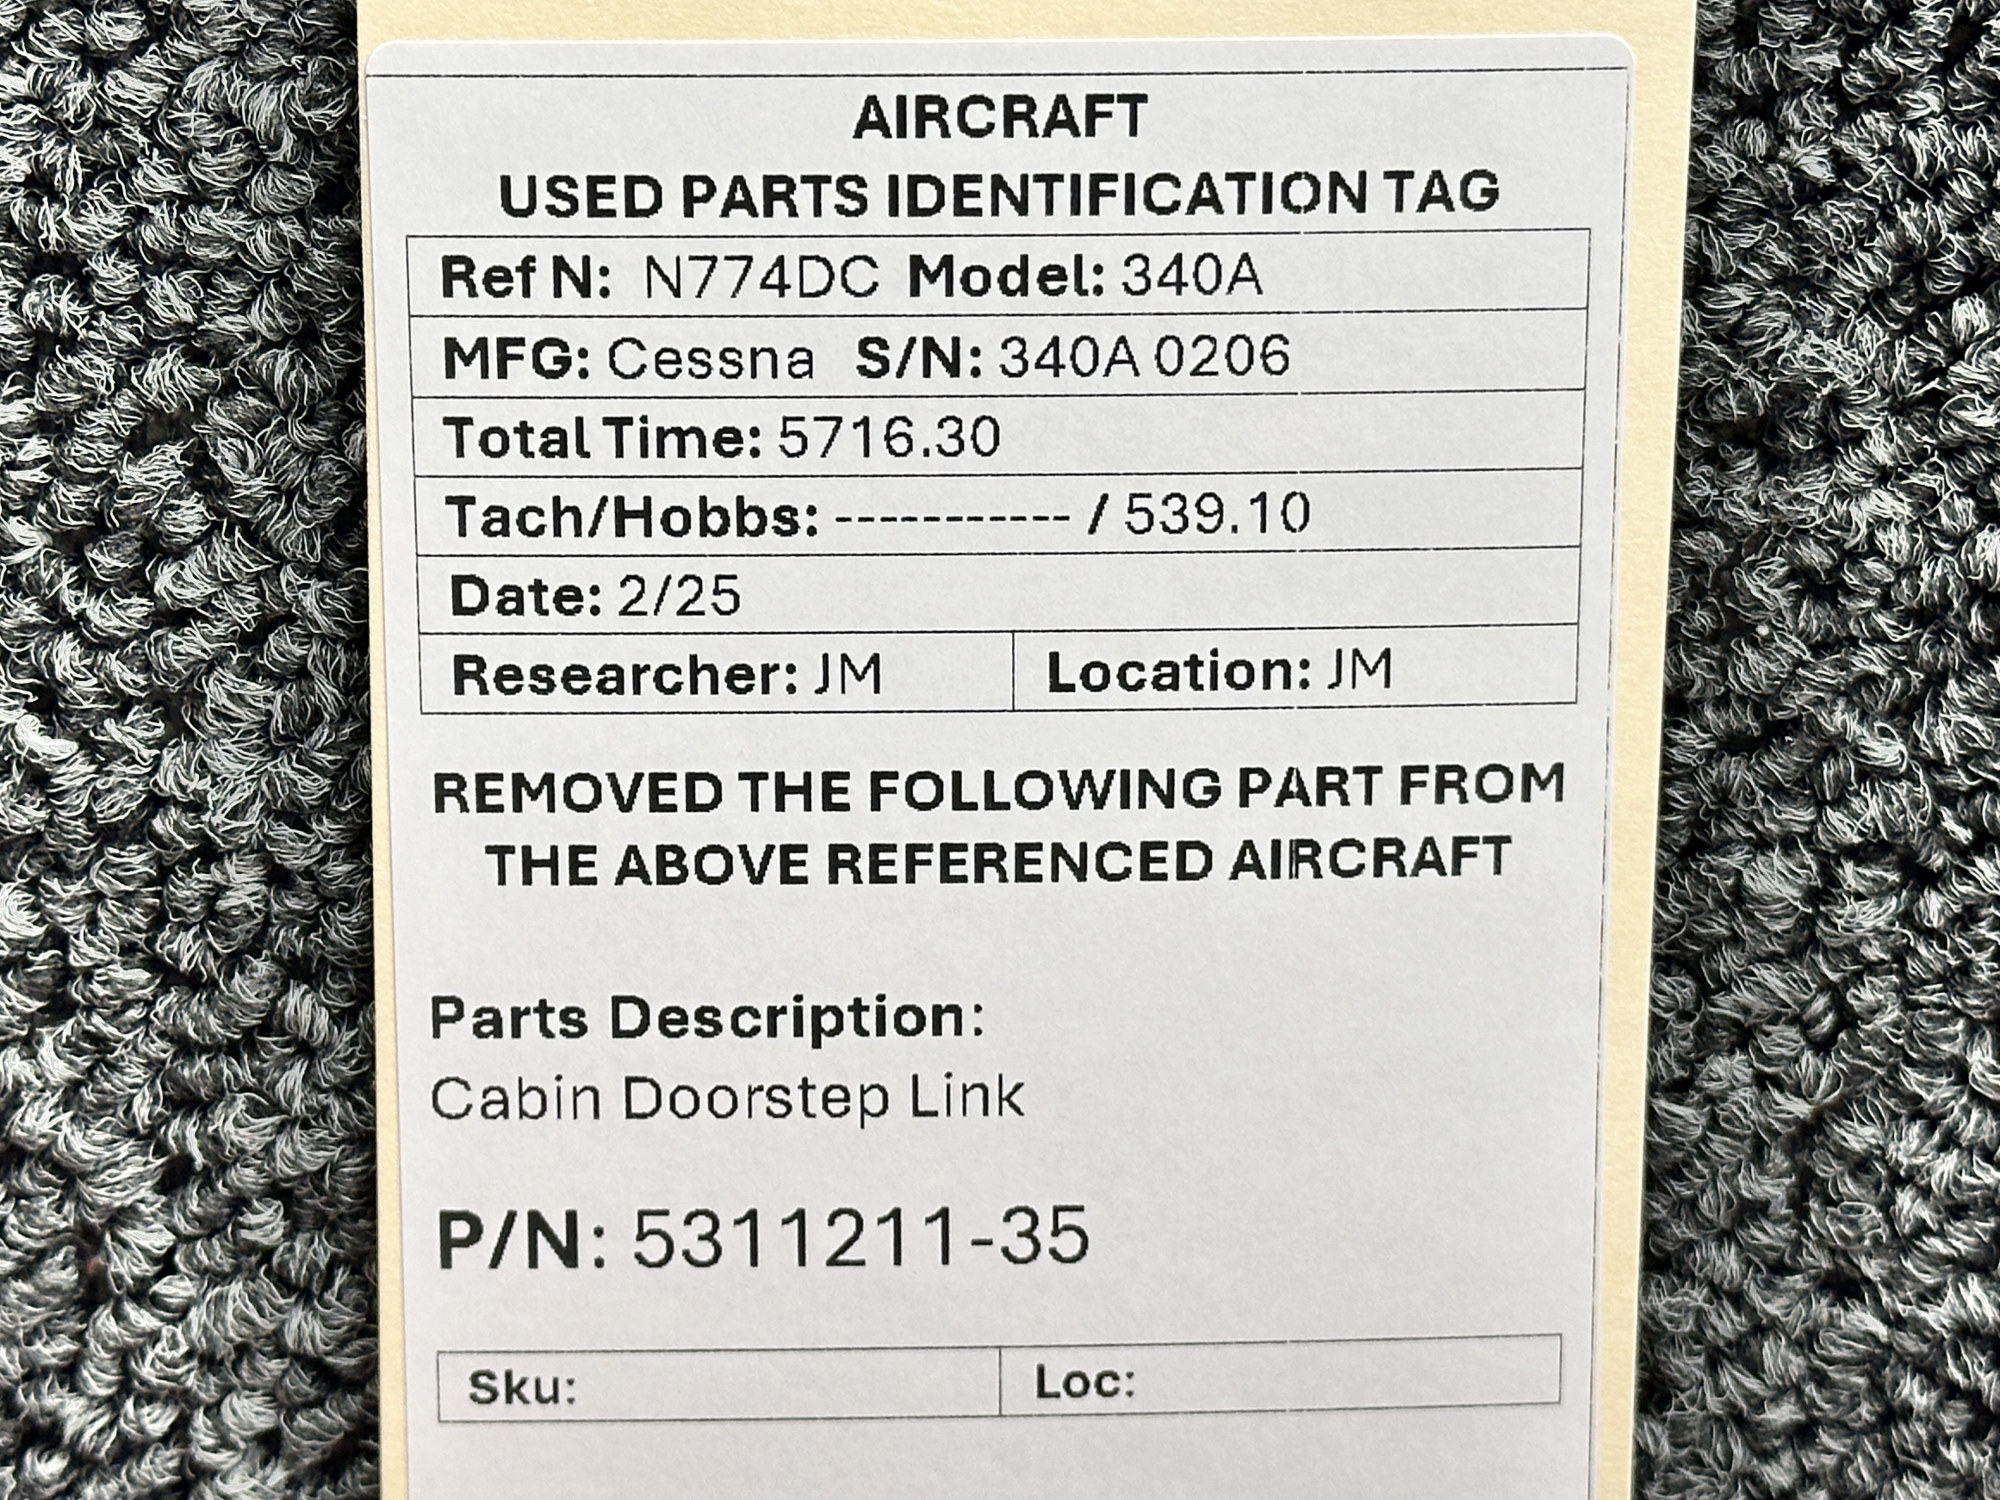 AIRCRAFT
USED PARTS IDENTIFICATION TAG
Ref N: N774DC Model: 340A
MFG: Cessna S/N: 340A 0206
Total Time: 5716.30
Tach/Hobbs: ----------- / 539.10
Date: 2/25
Researcher: JM Location: JM
REMOVED THE FOLLOWING PART FROM
THE ABOVE REFERENCED AIRCRAFT
Parts Description:
Cabin Doorstep Link
P/N: 5311211-35
Sku: Loc: